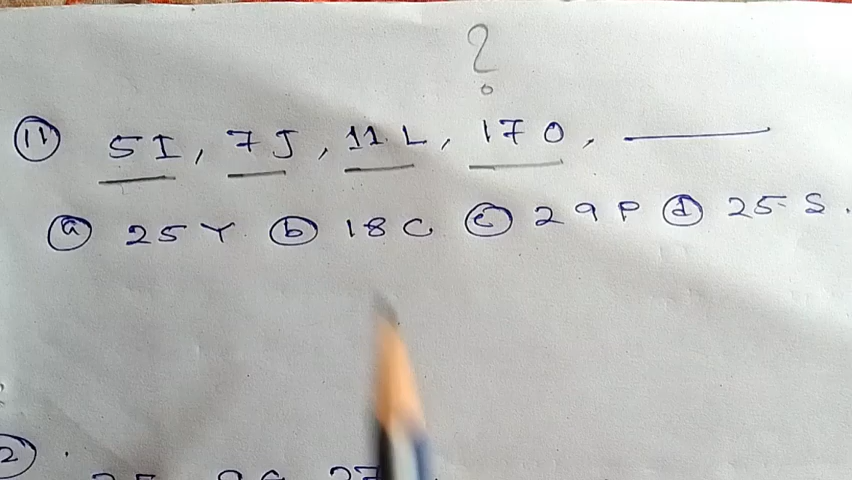 ?
(11) 5I, 7J, 11L, 17O, ______
(a) 25Y (b) 18C (c) 29P (d) 25S.
(2)